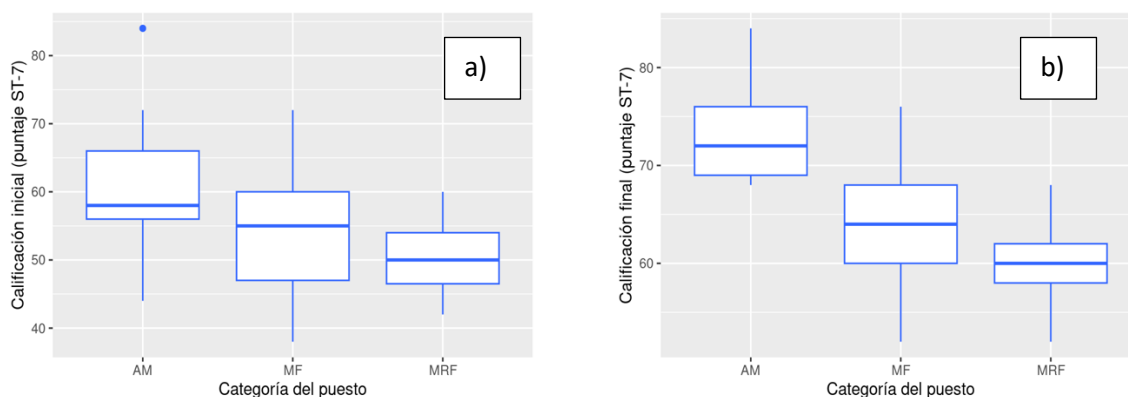 a)
Calificación inicial (puntaje ST-7)
80
70
60
50
40
AM
MF
MRF
Categoría del puesto
b)
Calificación final (puntaje ST-7)
80
70
60
AM
MF
MRF
Categoría del puesto